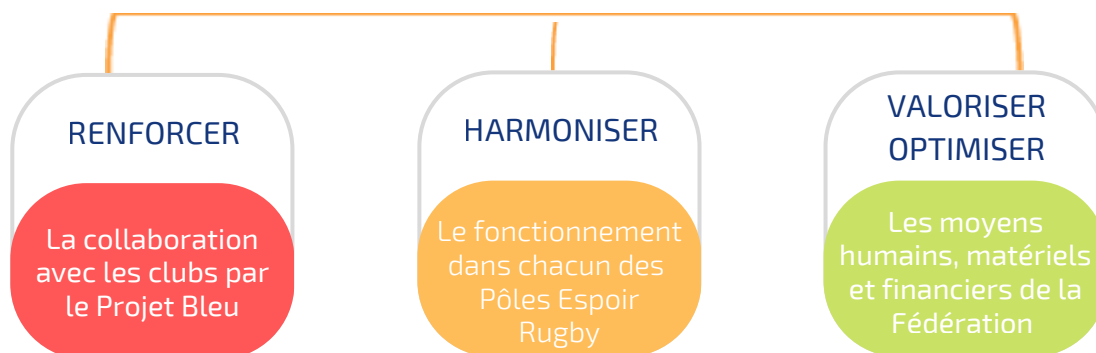 RENFORCER
La collaboration
avec les clubs par
le Projet Bleu
HARMONISER
Le fonctionnement
dans chacun des
Pôles Espoir
Rugby
VALORISER
OPTIMISER
Les moyens
humains, matériels
et financiers de la
Fédération